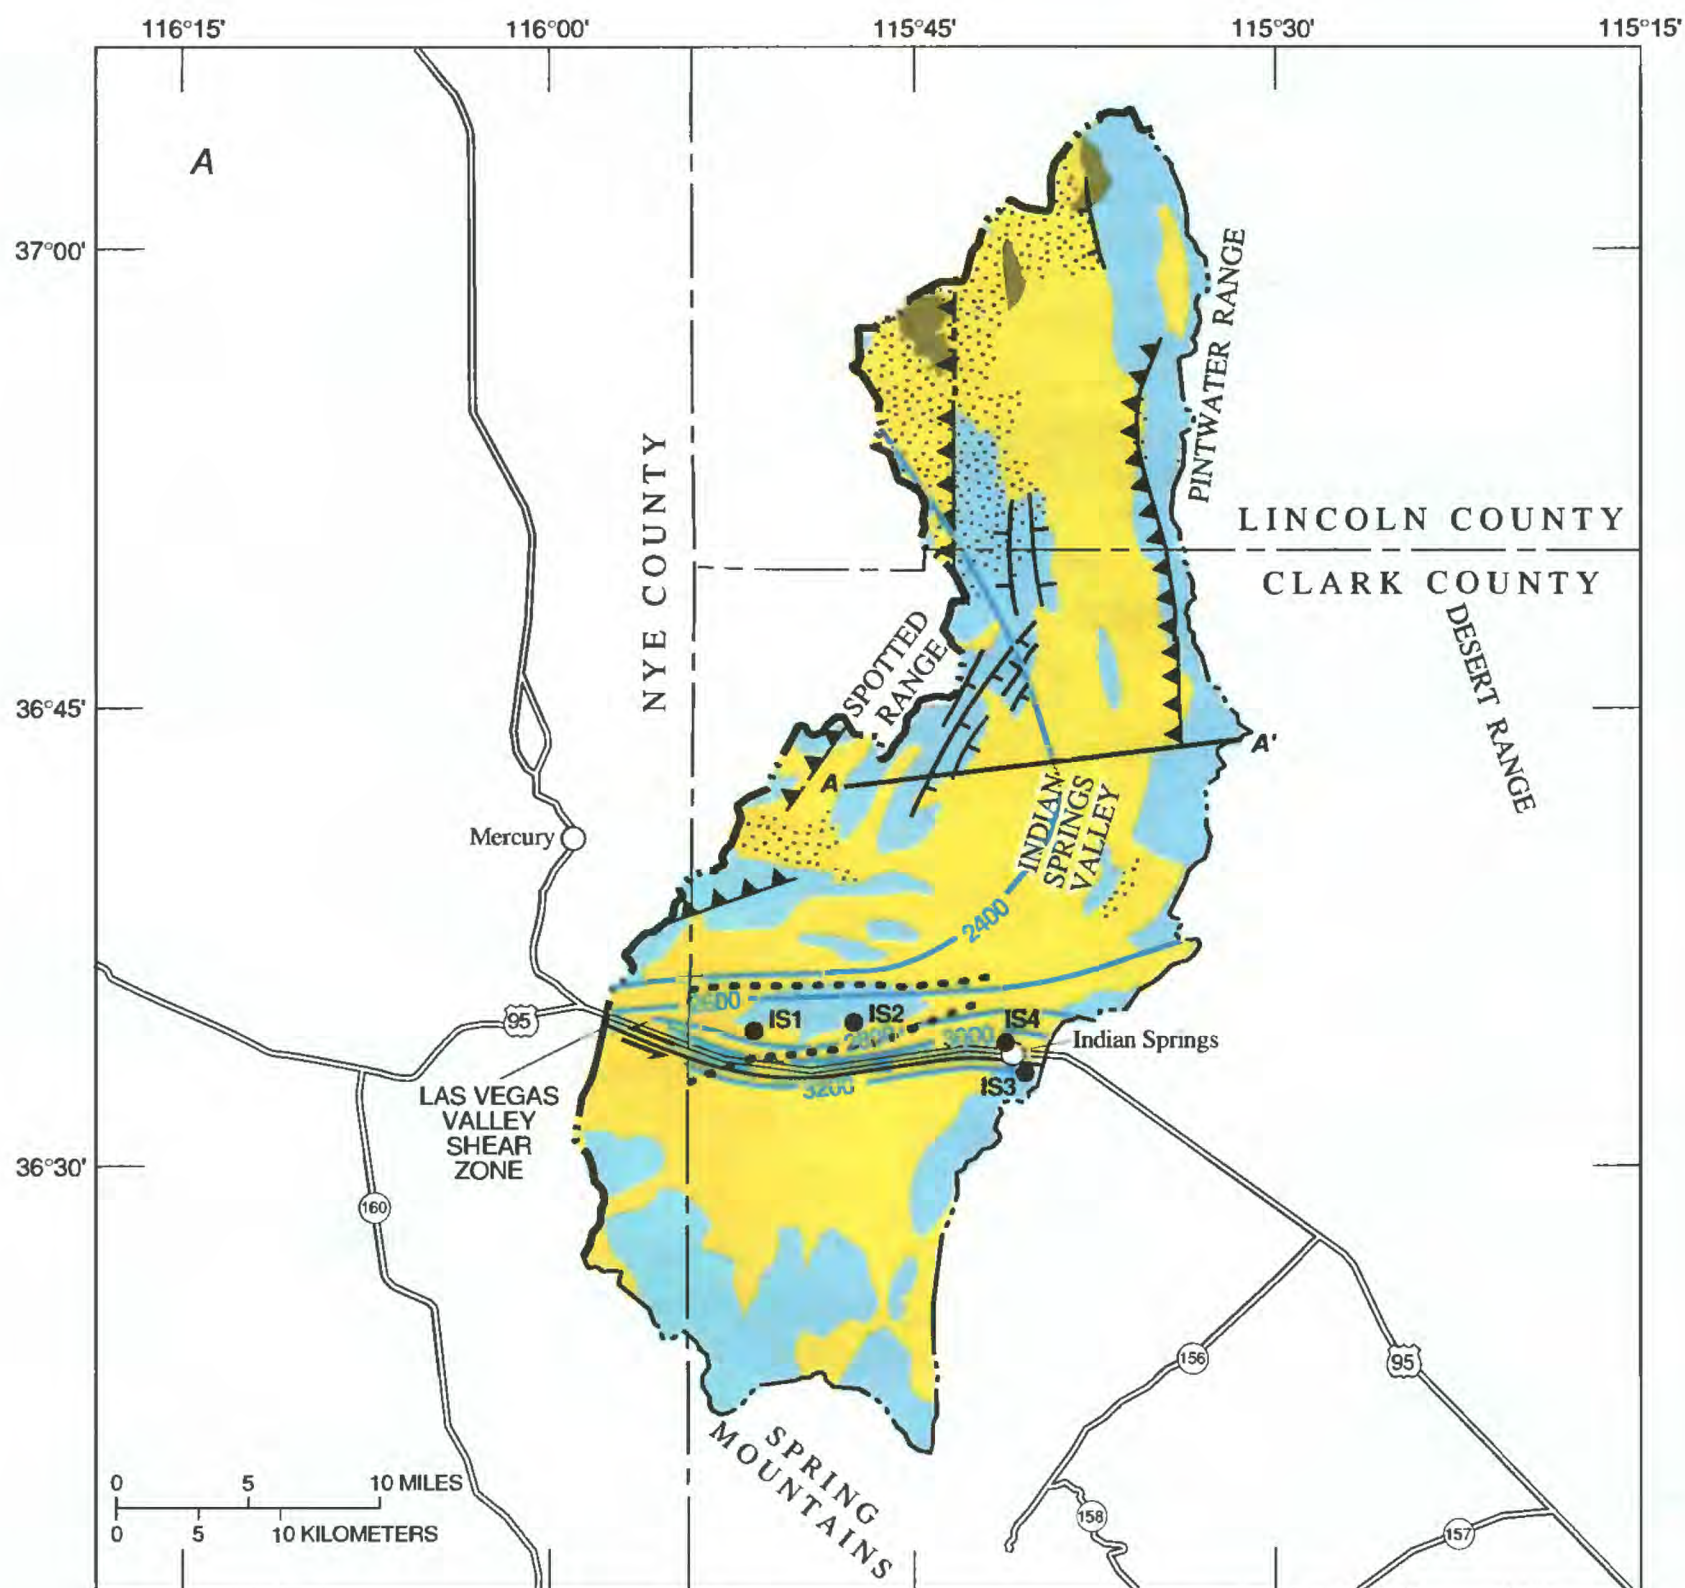 116°15' 116°00' 115°45' 115°30' 115°15'
A
37°00'
PINTWATER RANGE
NYE COUNTY
LINCOLN COUNTY
CLARK COUNTY
DESERT RANGE
SPOTTED
RANGE
36°45'
A'
A
INDIAN
SPRINGS
VALLEY
Mercury
2400
2600
IS1
IS2
IS4
95
2800
3000
Indian Springs
IS3
3200
LAS VEGAS
VALLEY
SHEAR
ZONE
36°30'
160
156
95
SPRING
MOUNTAINS
0 5 10 MILES
0 5 10 KILOMETERS
158
157